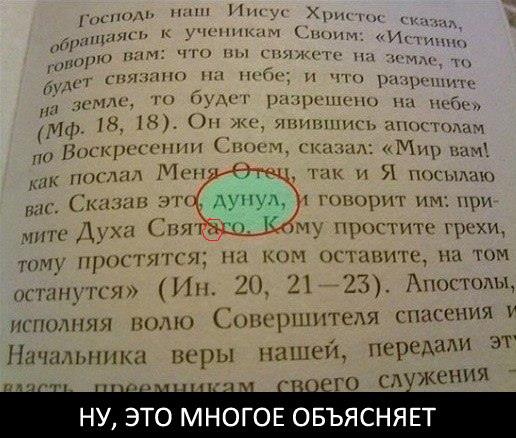 Господь наш Иисус Христос сказал,
обращаясь к ученикам Своим: «Истинно
говорю вам: что вы свяжете на земле, то
будет связано на небе; и что разрешите
на земле, то будет разрешено на небе»
(Мф. 18, 18). Он же, явившись апостолам
по Воскресении Своем, сказал: «Мир вам!
как послал Меня Отец, так и Я посылаю
вас. Сказав это, дунул, и говорит им: при-
мите Духа Святаго. Кому простите грехи,
тому простятся; на ком оставите, на том
останутся» (Ин. 20, 21—23). Апостолы,
исполняя волю Совершителя спасения и
Начальника веры нашей, передали эт
власть преемникам своего служения –
НУ, ЭТО МНОГОЕ ОБЪЯСНЯЕТ